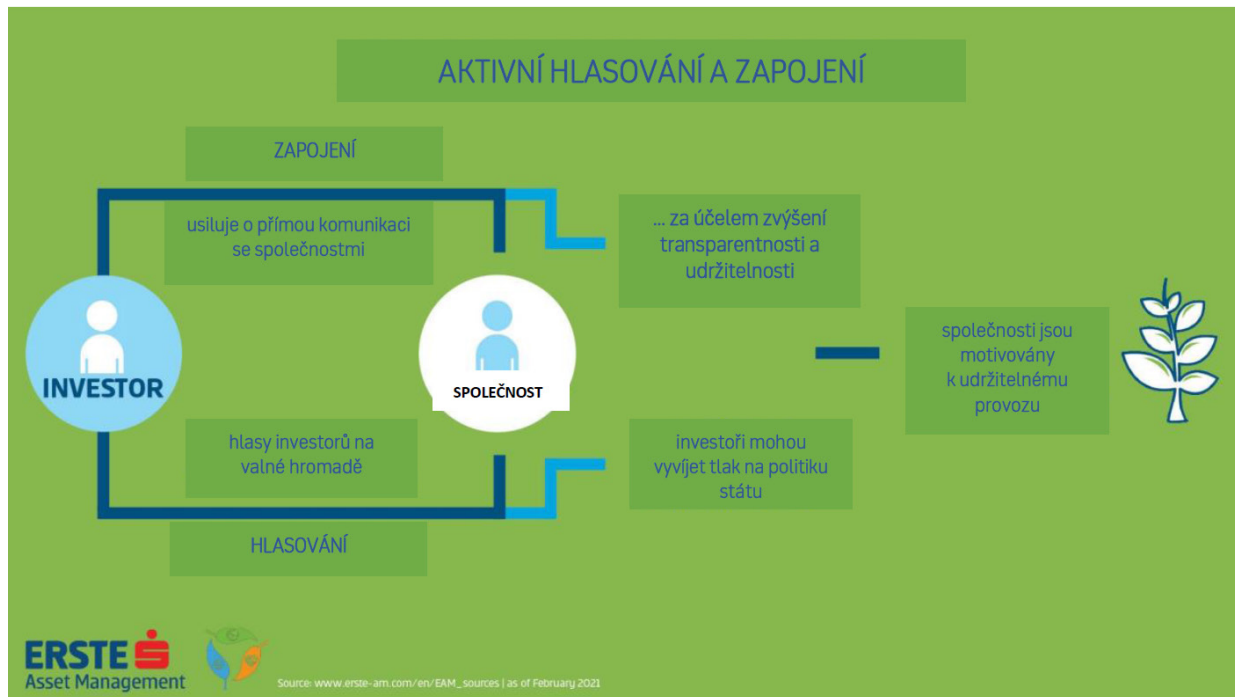 AKTIVNÍ HLASOVÁNÍ A ZAPOJENÍ
ZAPOJENÍ
usiluje o přímou komunikaci
se společnostmi
... za účelem zvýšení
transparentnosti a
udržitelnosti
INVESTOR
SPOLEČNOST
společnosti jsou
motivovány
k udržitelnému
provozu
hlasy investorů na
valné hromadě
investoři mohou
vyvíjet tlak na politiku
státu
HLASOVÁNÍ
ERSTE
Asset Management
Source: www.erste-am.com/en/EAM_sources | as of February 2021